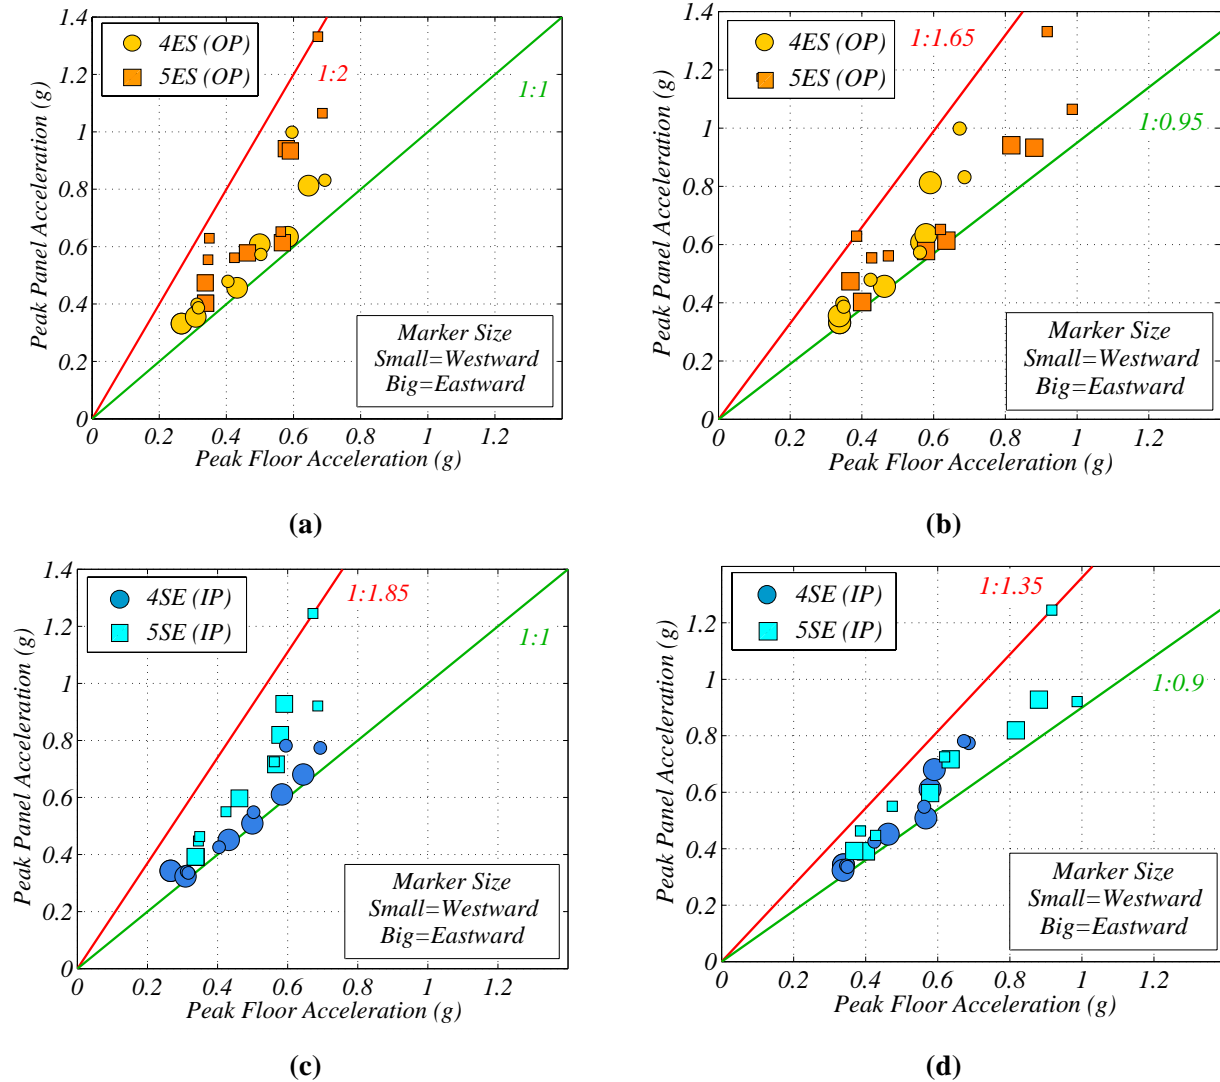 1.4
1.2
1
0.8
0.6
0.4
0.2
0
Peak Panel Acceleration (g)
4ES (OP)
5ES (OP)
1:2
1:1
Marker Size
Small=Westward
Big=Eastward
0 0.2 0.4 0.6 0.8 1 1.2
Peak Floor Acceleration (g)
(a)
1.4
1.2
1
0.8
0.6
0.4
0.2
0
Peak Panel Acceleration (g)
4ES (OP)
5ES (OP)
1:1.65
1:0.95
Marker Size
Small=Westward
Big=Eastward
0 0.2 0.4 0.6 0.8 1 1.2
Peak Floor Acceleration (g)
(b)
1.4
1.2
1
0.8
0.6
0.4
0.2
0
Peak Panel Acceleration (g)
4SE (IP)
5SE (IP)
1:1.85
1:1
Marker Size
Small=Westward
Big=Eastward
0 0.2 0.4 0.6 0.8 1 1.2
Peak Floor Acceleration (g)
(c)
1.2
1
0.8
0.6
0.4
0.2
0
Peak Panel Acceleration (g)
4SE (IP)
5SE (IP)
1:1.35
1:0.9
Marker Size
Small=Westward
Big=Eastward
0 0.2 0.4 0.6 0.8 1 1.2
Peak Floor Acceleration (g)
(d)